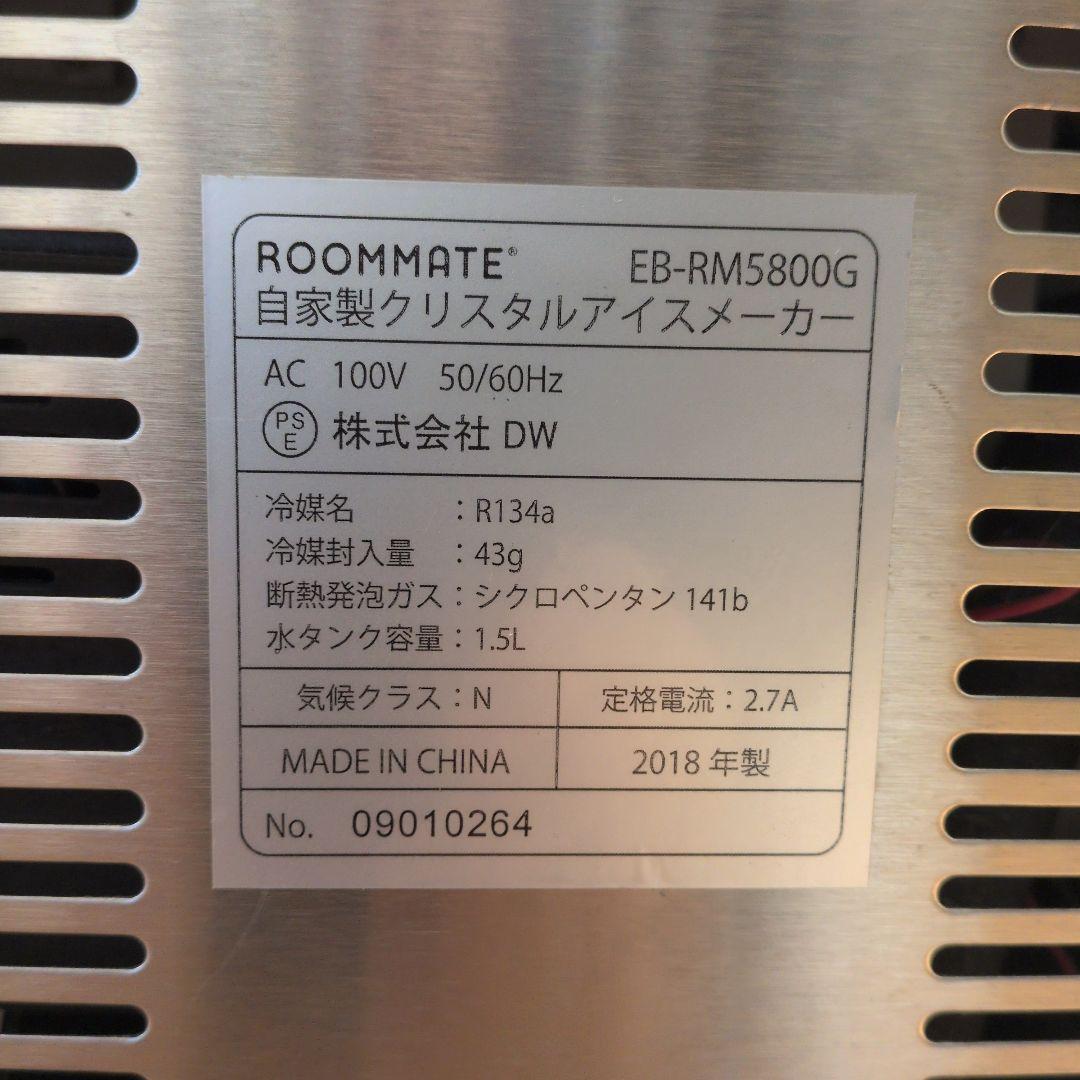 ROOMMATE® EB-RM5800G
自家製クリスタルアイスメーカー
AC 100V 50/60Hz
PSE 株式会社 DW
冷媒名 : R134a
冷媒封入量 : 43g
断熱発泡ガス : シクロペンタン 141b
水タンク容量 : 1.5L
気候クラス : N 定格電流 : 2.7A
MADE IN CHINA 2018 年製
No. 09010264